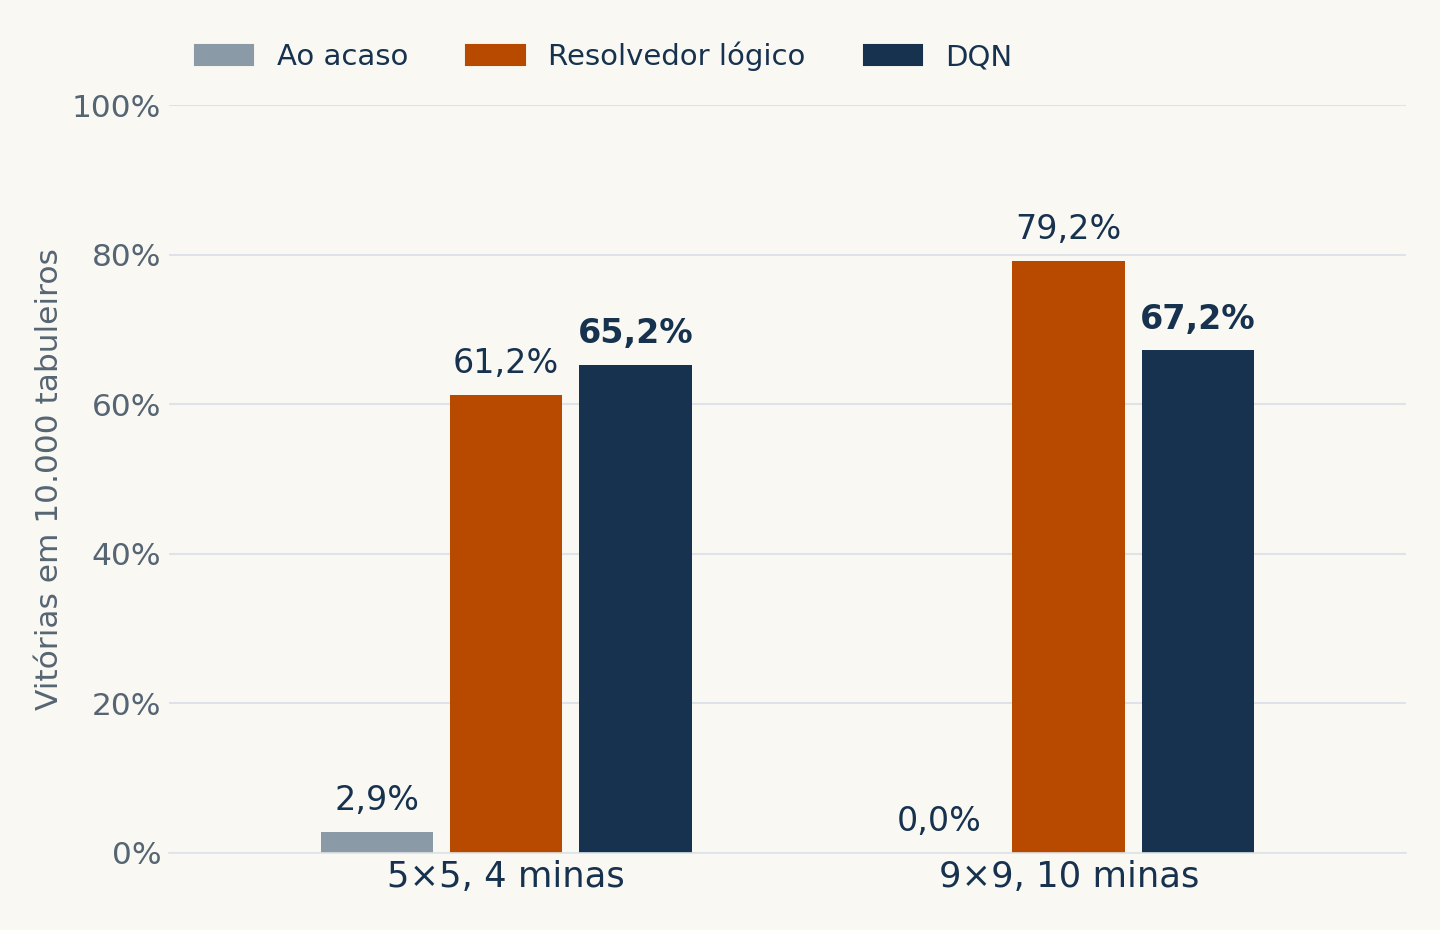 Ao acaso
Resolvedor lógico
DQN
Vitórias em 10.000 tabuleiros
100%
80%
60%
40%
20%
0%
2,9%
61,2%
65,2%
0,0%
79,2%
67,2%
5×5, 4 minas
9×9, 10 minas